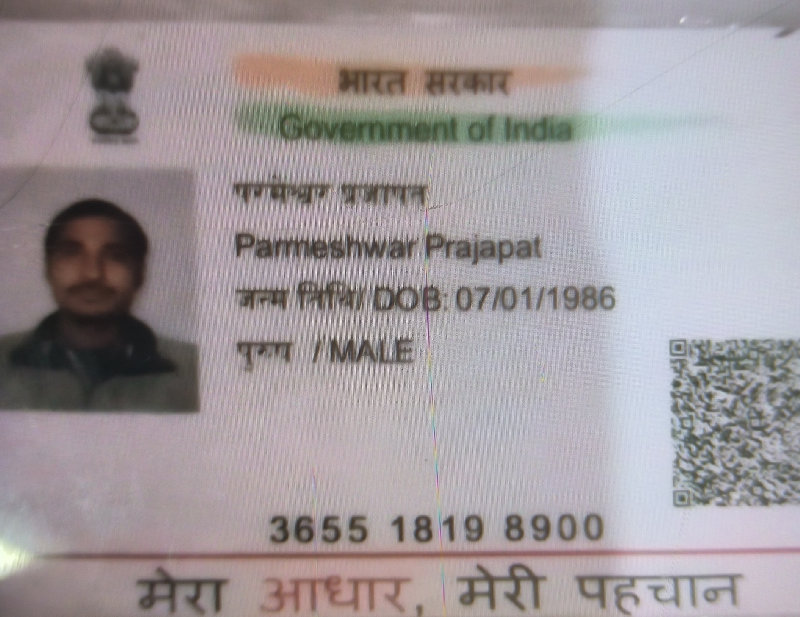 भारत सरकार
Government of India
परमेश्वर प्रजापत
Parmeshwar Prajapat
जन्म तिथि/ DOB: 07/01/1986
पुरुष / MALE
3655 1819 8900
मेरा आधार, मेरी पहचान